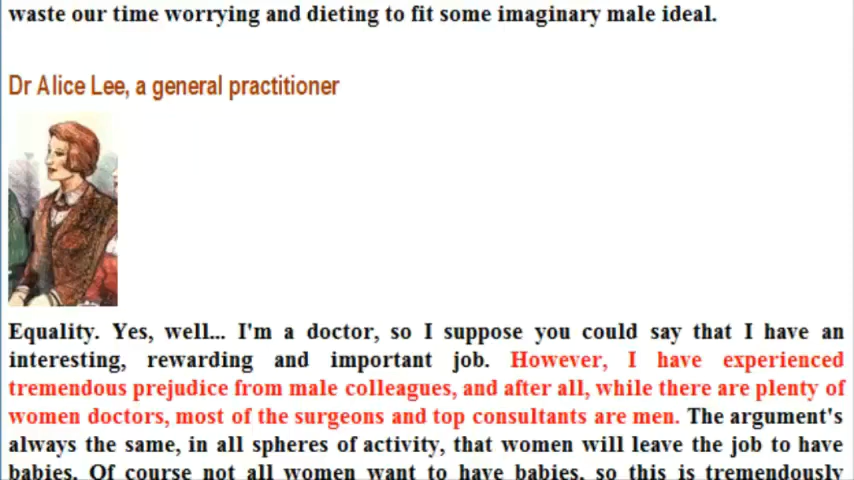 waste our time worrying and dieting to fit some imaginary male ideal.
Dr Alice Lee, a general practitioner
Equality. Yes, well... I'm a doctor, so I suppose you could say that I have an
interesting, rewarding and important job. However, I have experienced
tremendous prejudice from male colleagues, and after all, while there are plenty of
women doctors, most of the surgeons and top consultants are men. The argument's
always the same, in all spheres of activity, that women will leave the job to have
babies. Of course not all women want to have babies, so this is tremendously